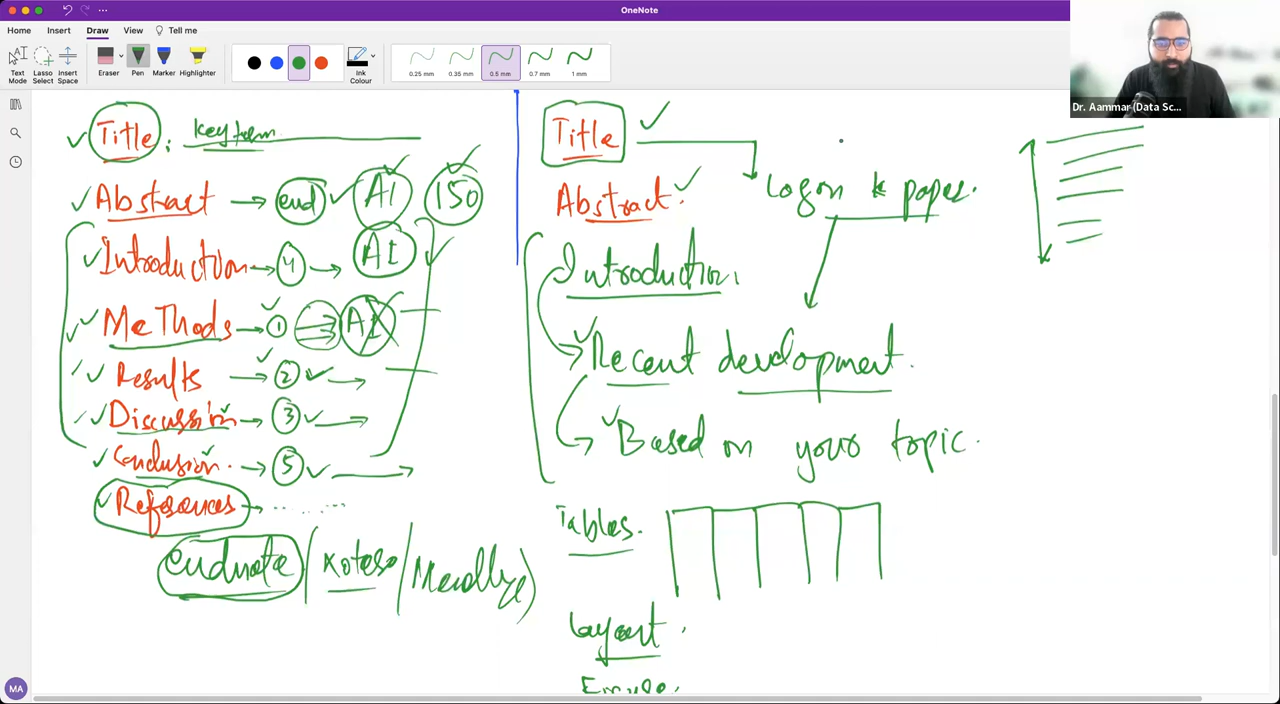 OneNote
Home Insert Draw View Tell me
Text Mode
Lasso Select
Insert Space
Eraser
Pen
Marker
Highlighter
Ink Colour
0.25 mm
0.35 mm
0.5 mm
0.7 mm
1 mm
Dr. Aammar (Data Sc...
Title : Key term
Abstract → end AI 150
Introduction → 4 → AI
Methods → 1 AI
Results → 2 →
Discussion → 3 →
Conclusion. → 5 →
References → .....
endnote / Zotero /
Title
Logon k paper.
Abstract.
Introduction.
Recent development.
Based on your topic.
Tables.
Layout.
MA